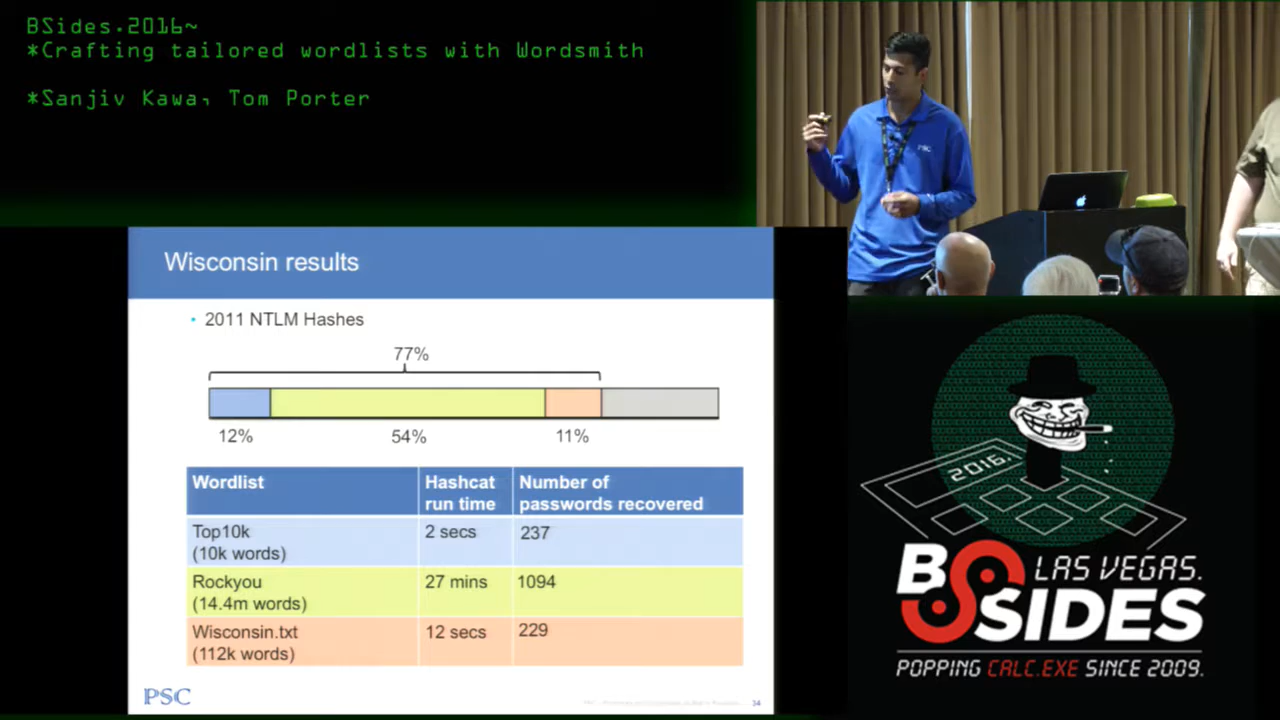 BSides.2016~
*Crafting tailored wordlists with Wordsmith
*Sanjiv Kawa, Tom Porter
PSC
Wisconsin results
• 2011 NTLM Hashes
77%
12% 54% 11%
Wordlist Hashcat run time Number of passwords recovered
Top10k (10k words) 2 secs 237
Rockyou (14.4m words) 27 mins 1094
Wisconsin.txt (112k words) 12 secs 229
PSC
34
2016.
BSIDES
LAS VEGAS.
POPPING CALC.EXE SINCE 2009.